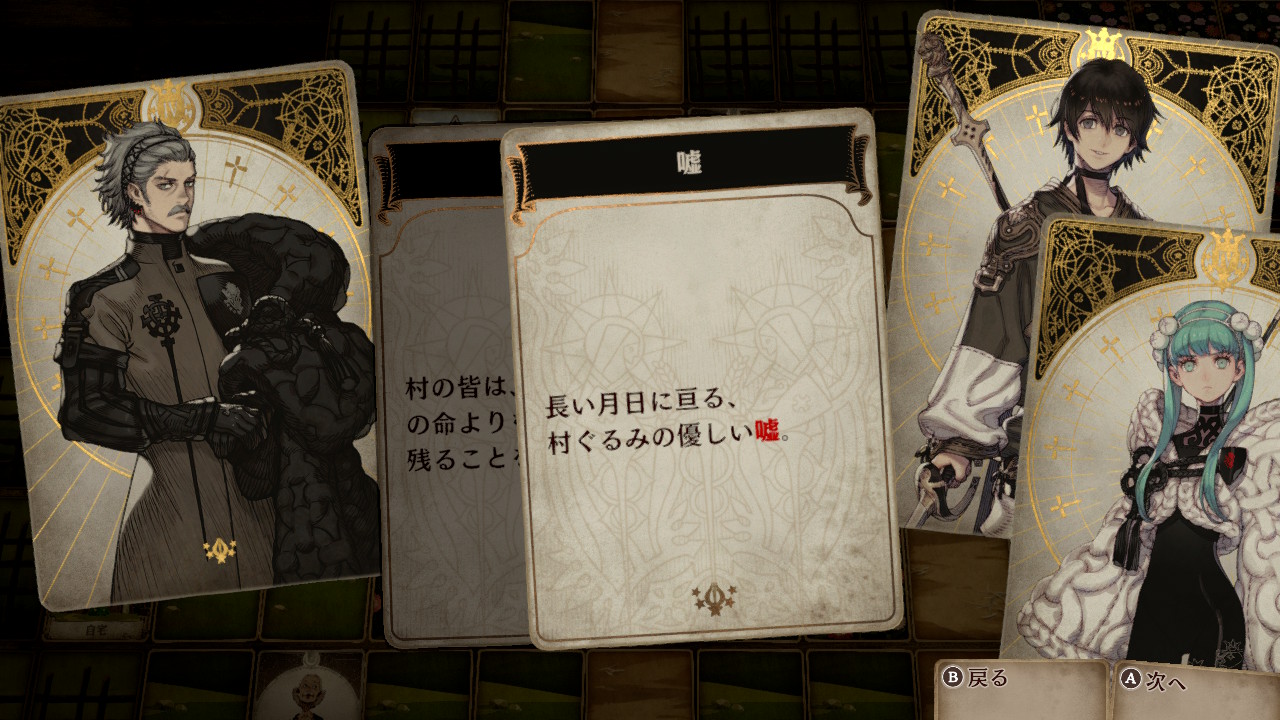 嘘
村の皆は、
の命より
残ること
長い月日に亘る、
村ぐるみの優しい嘘。
自宅
B 戻る
A 次へ